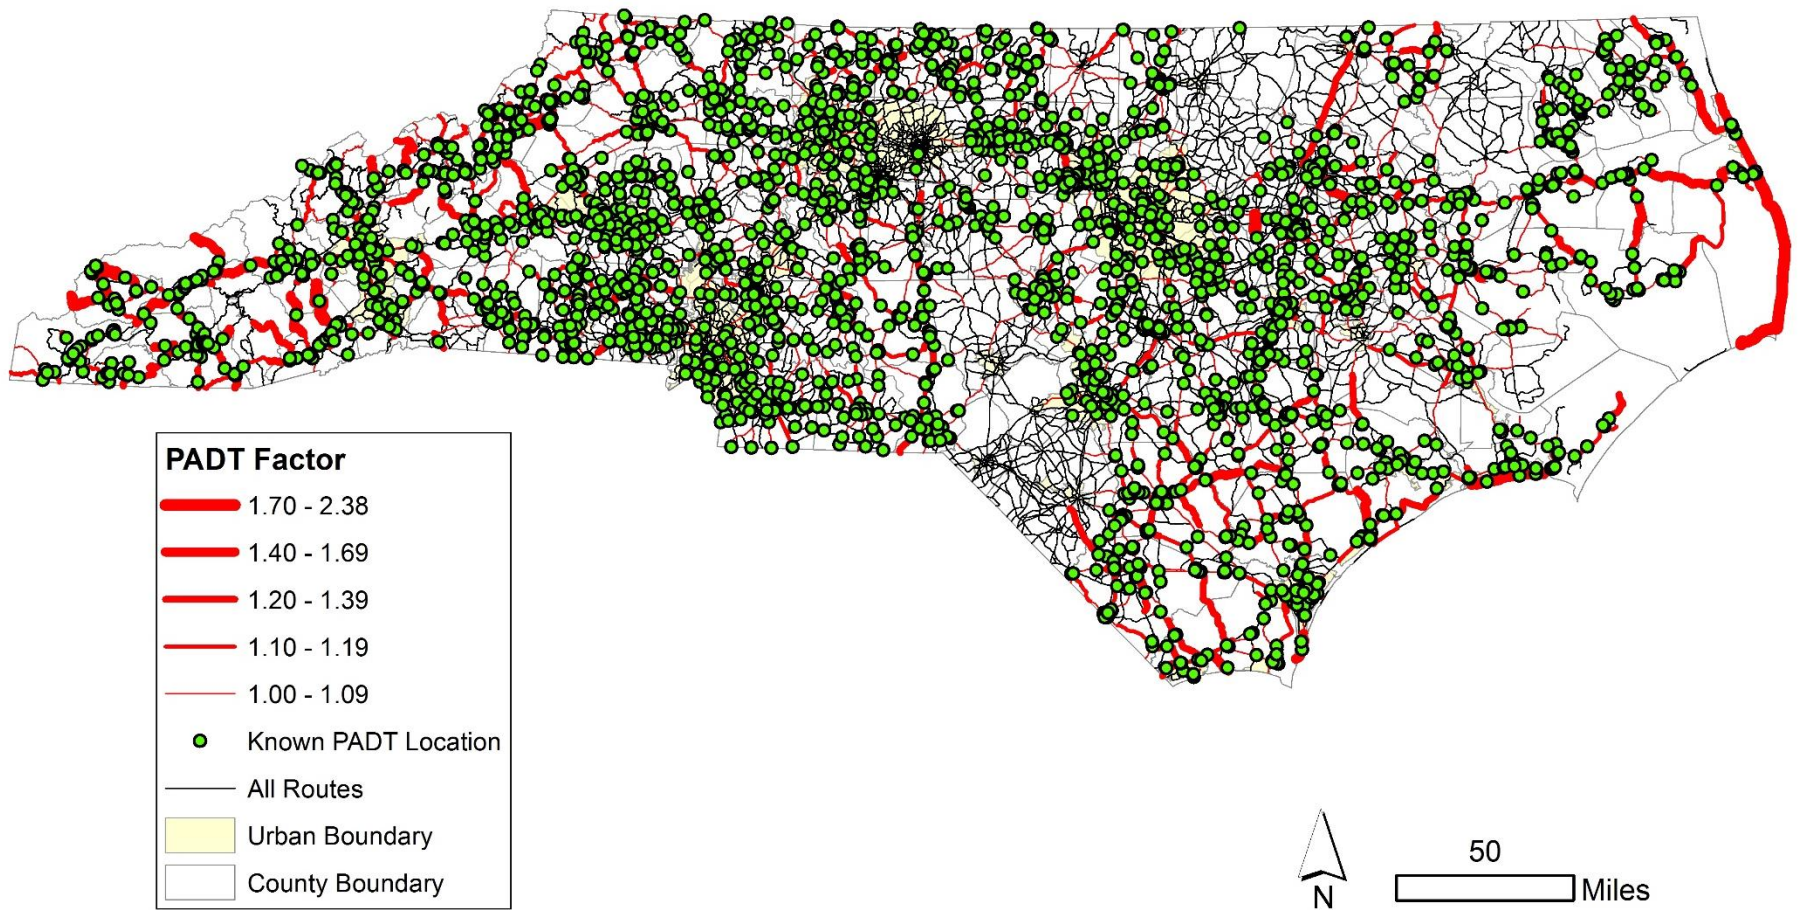 PADT Factor
1.70 - 2.38
1.40 - 1.69
1.20 - 1.39
1.10 - 1.19
1.00 - 1.09
Known PADT Location
All Routes
Urban Boundary
County Boundary
N
50
Miles